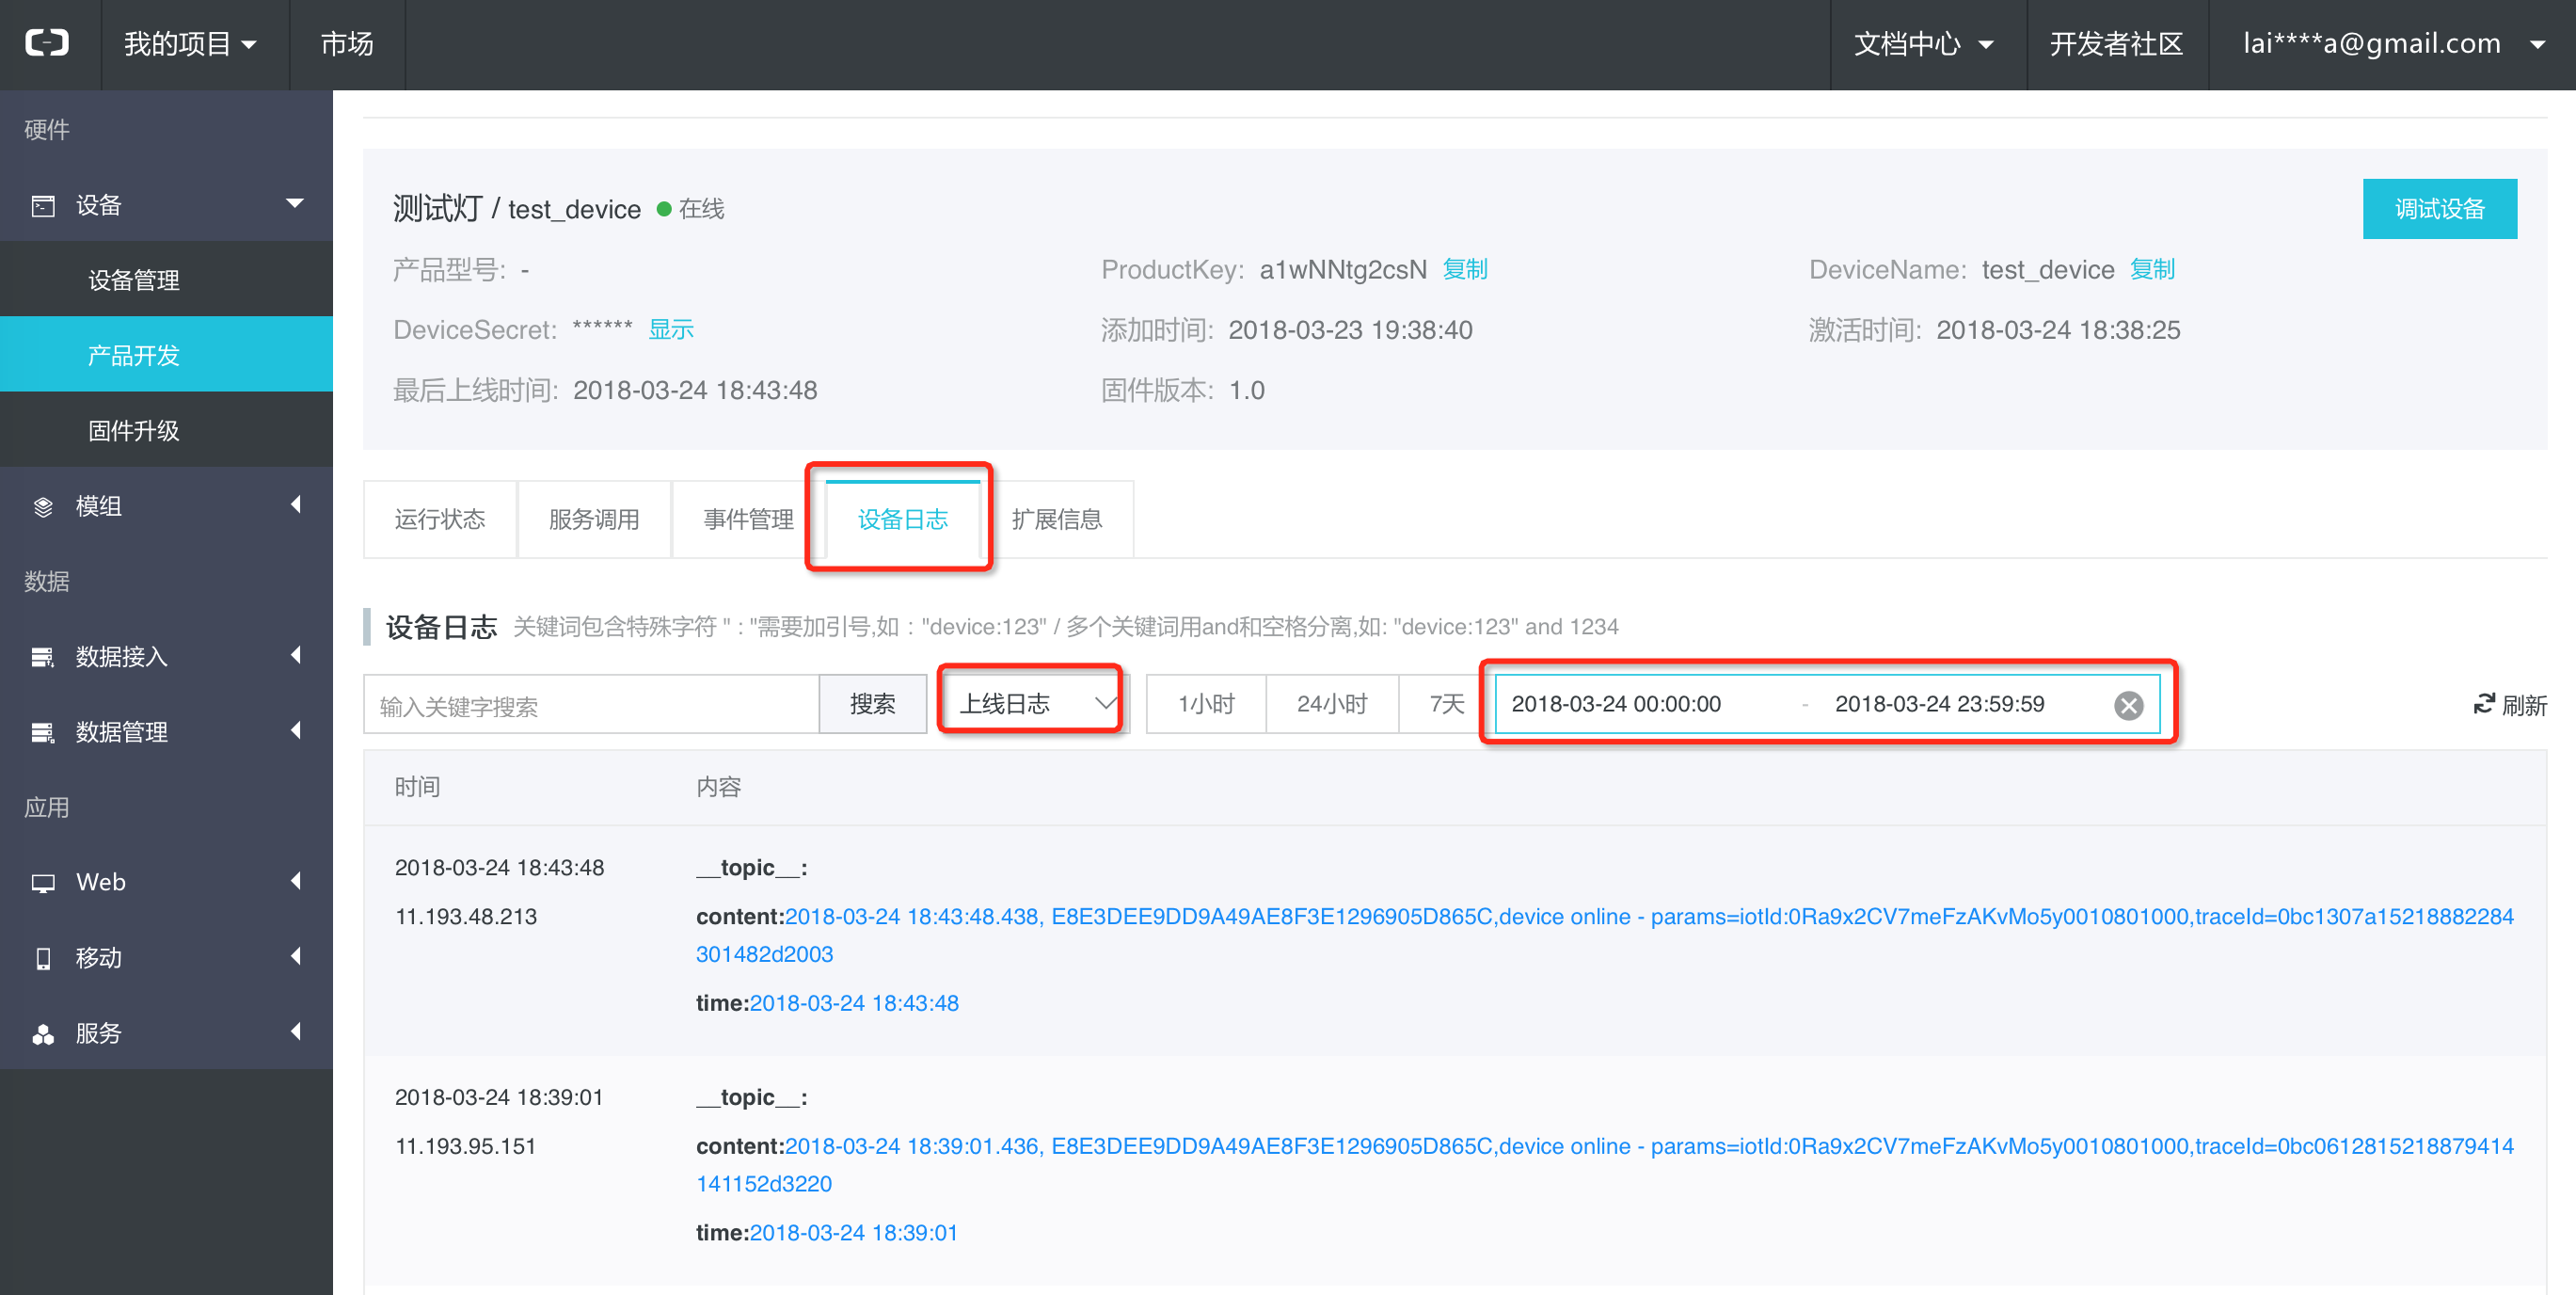 我的项目
市场
文档中心
开发者社区
lai****a@gmail.com
硬件
设备
设备管理
产品开发
固件升级
模组
数据
数据接入
数据管理
应用
Web
移动
服务
测试灯 / test_device 在线
调试设备
产品型号: -
ProductKey: a1wNNtg2csN 复制
DeviceName: test_device 复制
DeviceSecret: ****** 显示
添加时间: 2018-03-23 19:38:40
激活时间: 2018-03-24 18:38:25
最后上线时间: 2018-03-24 18:43:48
固件版本: 1.0
运行状态
服务调用
事件管理
设备日志
扩展信息
设备日志 关键词包含特殊字符 " : "需要加引号,如 : "device:123" / 多个关键词用and和空格分离,如: "device:123" and 1234
输入关键字搜索
搜索
上线日志
1小时
24小时
7天
2018-03-24 00:00:00 - 2018-03-24 23:59:59
刷新
时间
内容
2018-03-24 18:43:48
11.193.48.213
__topic__:
content:2018-03-24 18:43:48.438, E8E3DEE9DD9A49AE8F3E1296905D865C,device online - params=iotId:0Ra9x2CV7meFzAKvMo5y0010801000,traceId=0bc1307a15218882284
301482d2003
time:2018-03-24 18:43:48
2018-03-24 18:39:01
11.193.95.151
__topic__:
content:2018-03-24 18:39:01.436, E8E3DEE9DD9A49AE8F3E1296905D865C,device online - params=iotId:0Ra9x2CV7meFzAKvMo5y0010801000,traceId=0bc0612815218879414
141152d3220
time:2018-03-24 18:39:01